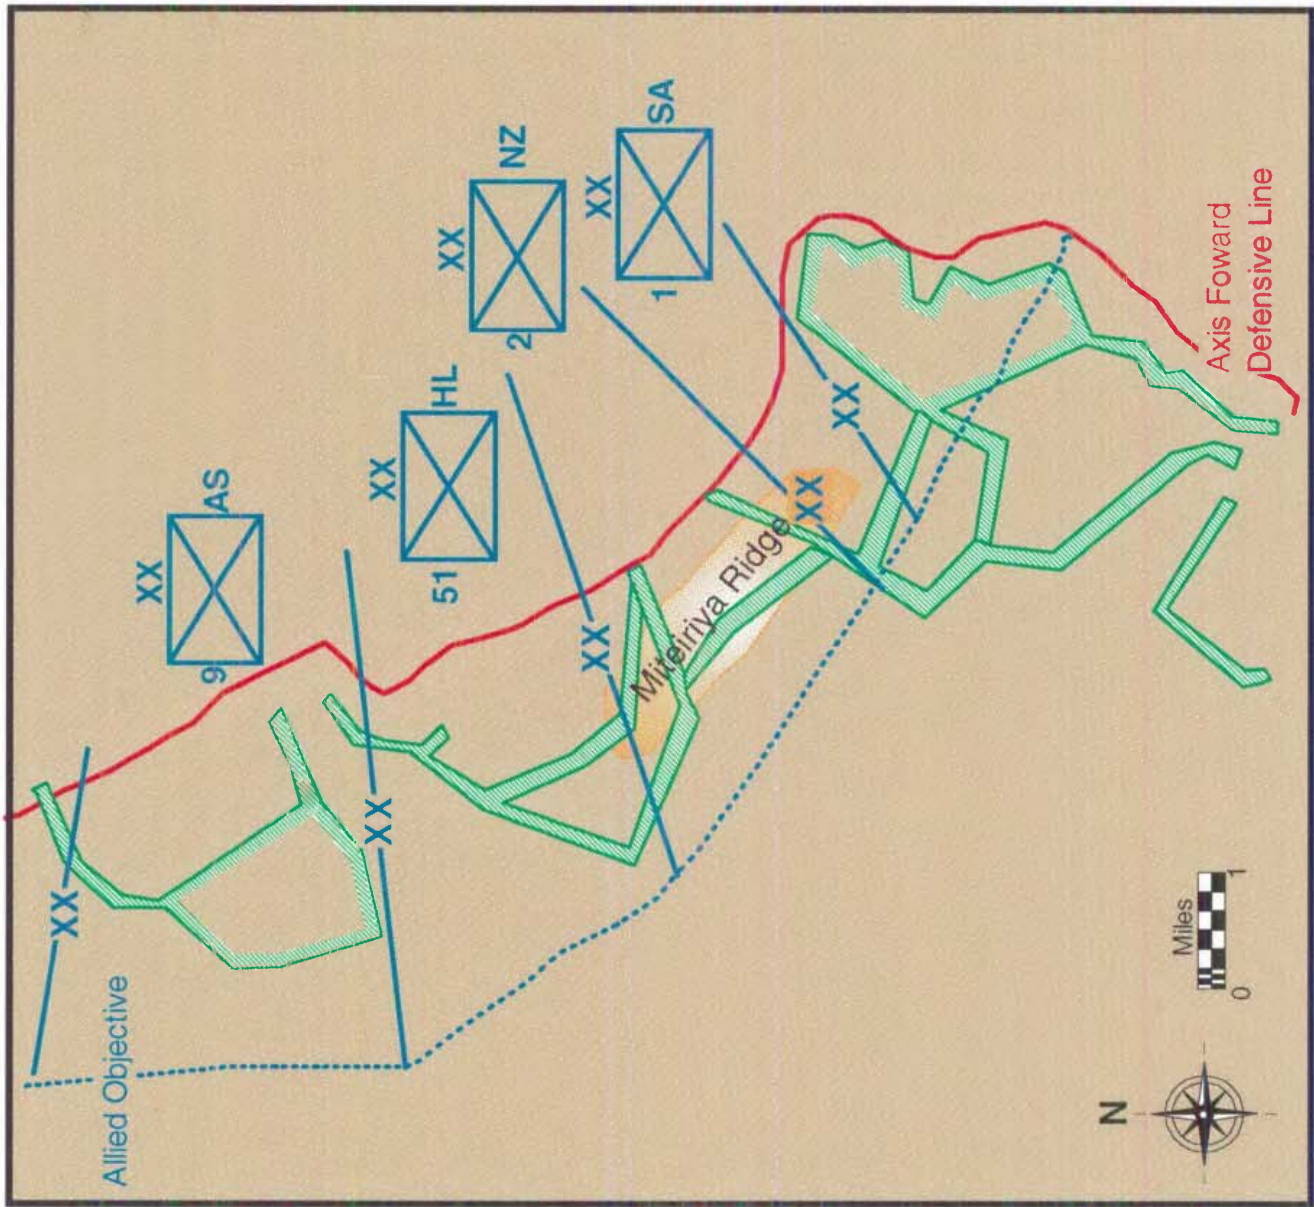 XX
9 AS
XX
51 HL
XX
2 NZ
XX
1 SA
XX
XX
XX
XX
XX
Allied Objective
Miteiriya Ridge
Axis Foward
Defensive Line
N
Miles
0 1